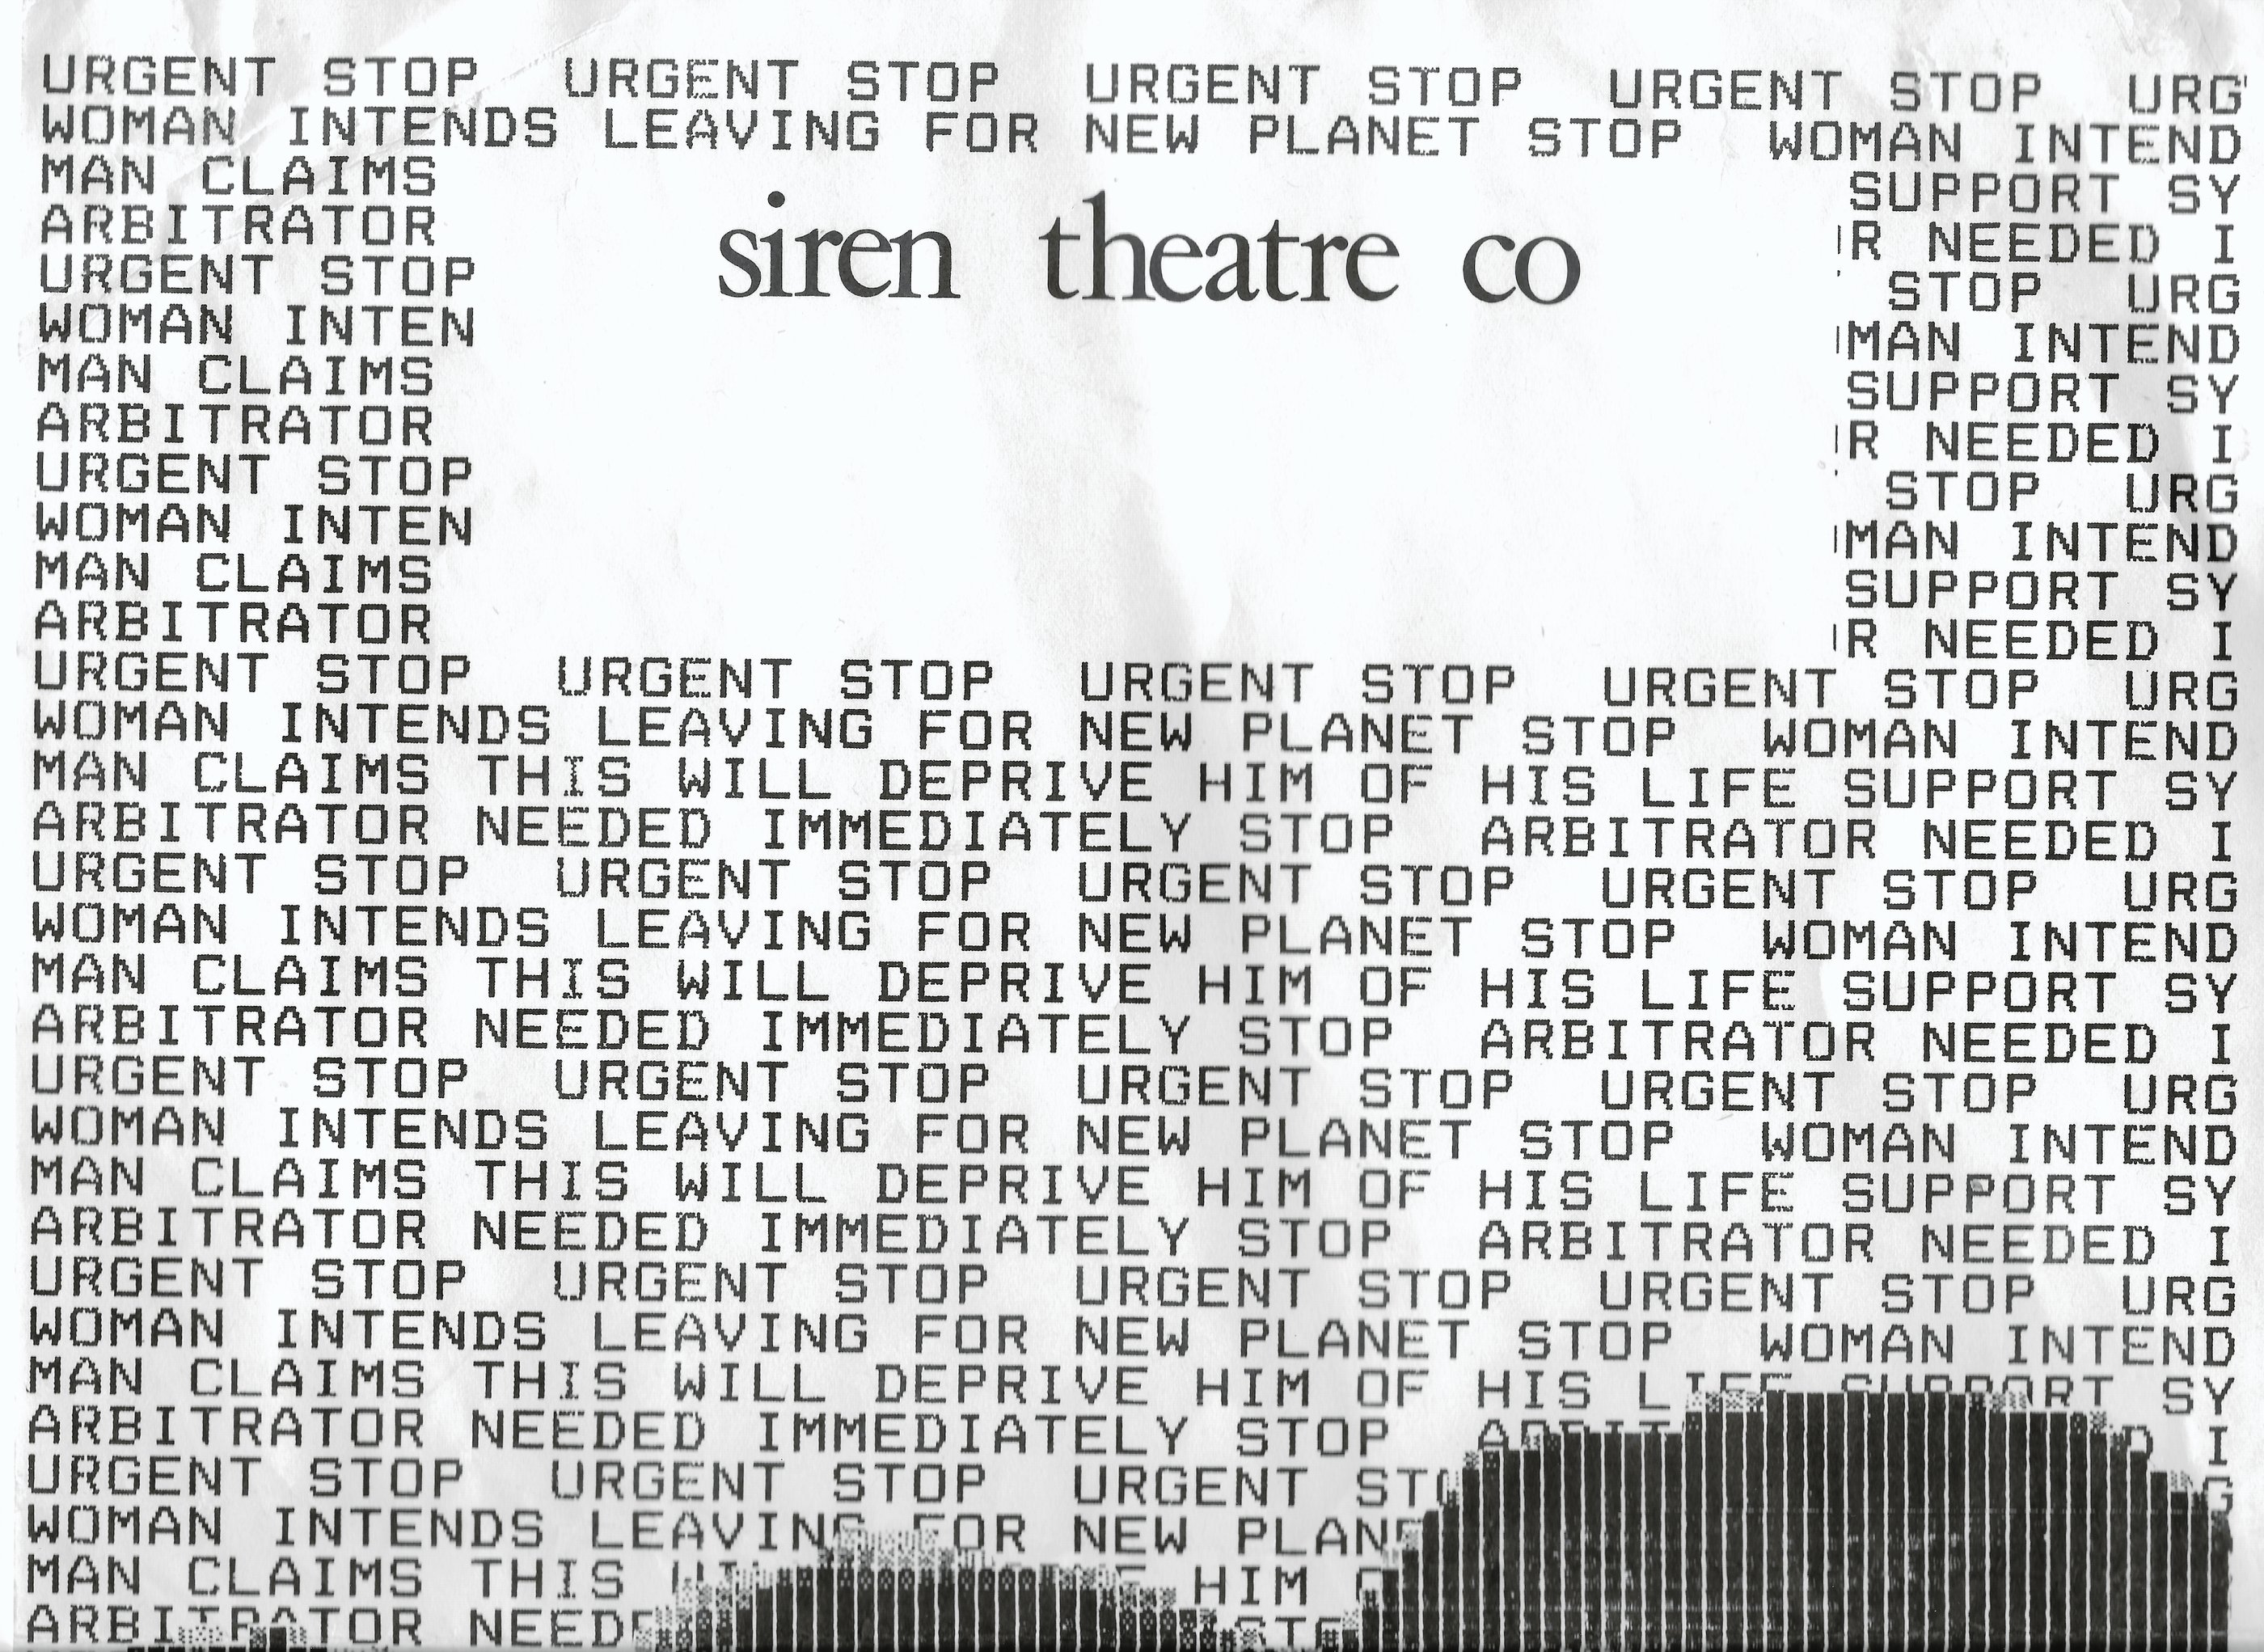 URGENT STOP URGENT STOP URGENT STOP URGENT STOP URG
WOMAN INTENDS LEAVING FOR NEW PLANET STOP WOMAN INTEND
MAN CLAIMS SUPPORT SY
ARBITRATOR siren theatre co R NEEDED I
URGENT STOP STOP URG
WOMAN INTEN MAN INTEND
MAN CLAIMS SUPPORT SY
ARBITRATOR R NEEDED I
URGENT STOP STOP URG
WOMAN INTEN MAN INTEND
MAN CLAIMS SUPPORT SY
ARBITRATOR R NEEDED I
URGENT STOP URGENT STOP URGENT STOP URGENT STOP URG
WOMAN INTENDS LEAVING FOR NEW PLANET STOP WOMAN INTEND
MAN CLAIMS THIS WILL DEPRIVE HIM OF HIS LIFE SUPPORT SY
ARBITRATOR NEEDED IMMEDIATELY STOP ARBITRATOR NEEDED I
URGENT STOP URGENT STOP URGENT STOP URGENT STOP URG
WOMAN INTENDS LEAVING FOR NEW PLANET STOP WOMAN INTEND
MAN CLAIMS THIS WILL DEPRIVE HIM OF HIS LIFE SUPPORT SY
ARBITRATOR NEEDED IMMEDIATELY STOP ARBITRATOR NEEDED I
URGENT STOP URGENT STOP URGENT STOP URGENT STOP URG
WOMAN INTENDS LEAVING FOR NEW PLANET STOP WOMAN INTEND
MAN CLAIMS THIS WILL DEPRIVE HIM OF HIS LIFE SUPPORT SY
ARBITRATOR NEEDED IMMEDIATELY STOP ARBITRATOR NEEDED I
URGENT STOP URGENT STOP URGENT STOP URGENT STOP URG
WOMAN INTENDS LEAVING FOR NEW PLANET STOP WOMAN INTEND
MAN CLAIMS THIS WILL DEPRIVE HIM OF HIS LIFE SUPPORT SY
ARBITRATOR NEEDED IMMEDIATELY STOP I
URGENT STOP URGENT STOP URGENT STO
WOMAN INTENDS LEAVING FOR NEW PLANE
MAN CLAIMS THIS HIM
ARBITRATOR NEED